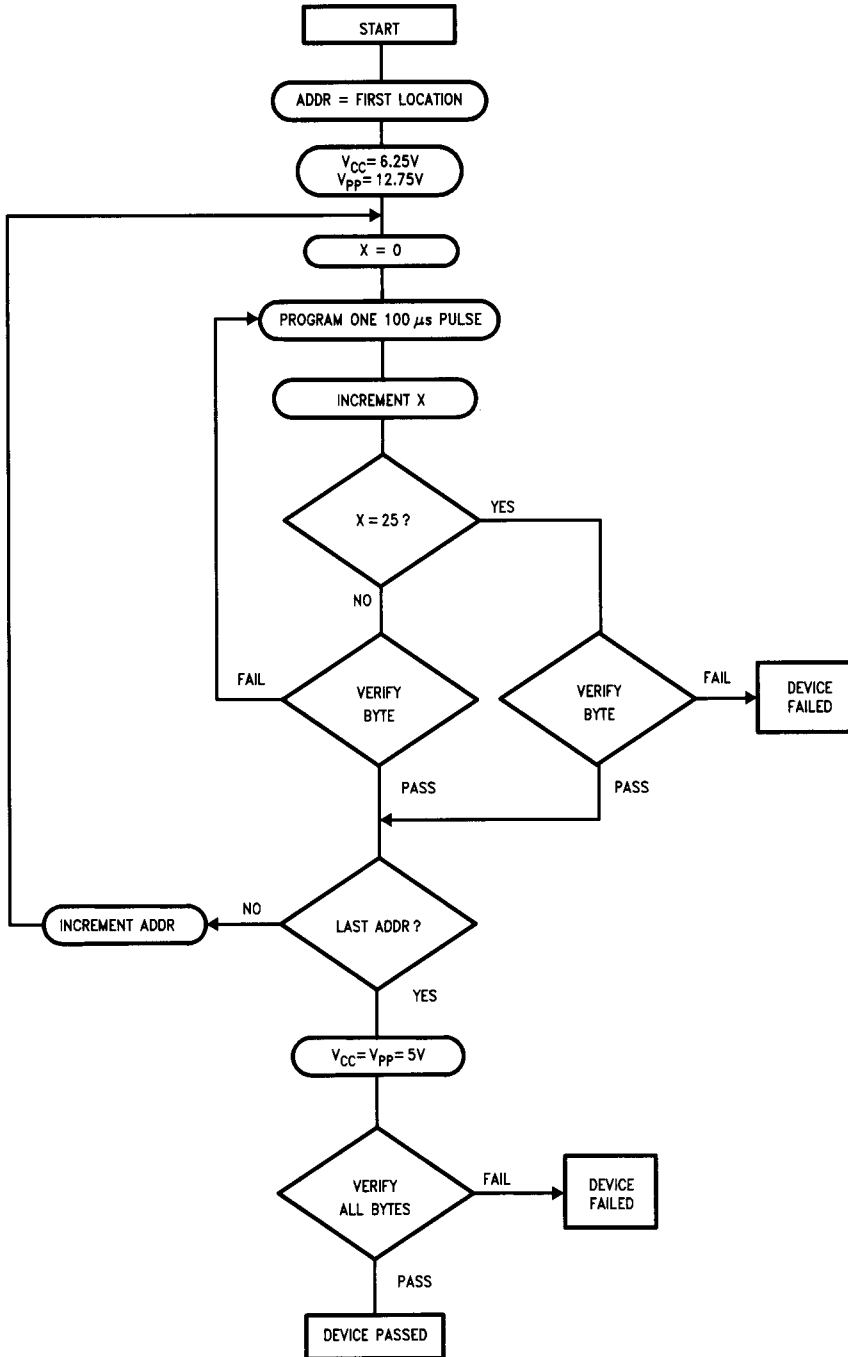 START
ADDR = FIRST LOCATION
VCC = 6.25V
VPP = 12.75V
X = 0
PROGRAM ONE 100 μs PULSE
INCREMENT X
X = 25 ?
YES
NO
FAIL
VERIFY
BYTE
VERIFY
BYTE
FAIL
DEVICE
FAILED
PASS
PASS
INCREMENT ADDR
NO
LAST ADDR ?
YES
VCC = VPP = 5V
VERIFY
ALL BYTES
FAIL
DEVICE
FAILED
PASS
DEVICE PASSED